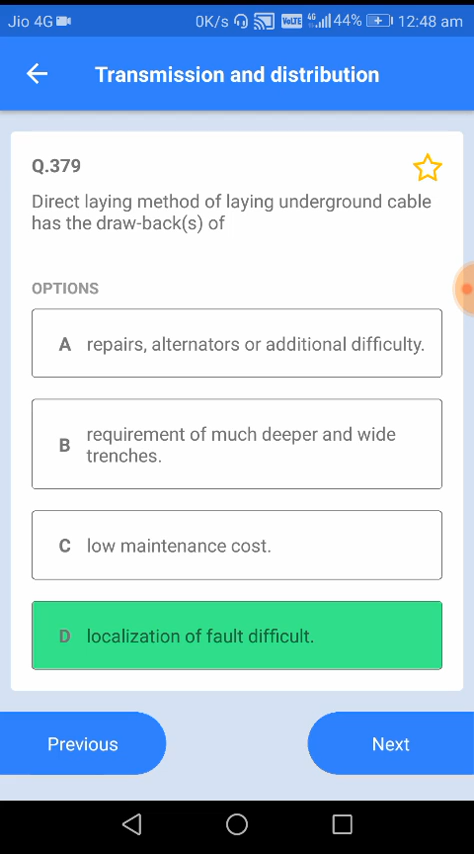 Jio 4G 0K/s VoLTE 4G 44% 12:48 am
Transmission and distribution
Q.379
Direct laying method of laying underground cable
has the draw-back(s) of
OPTIONS
A repairs, alternators or additional difficulty.
B requirement of much deeper and wide
trenches.
C low maintenance cost.
D localization of fault difficult.
Previous Next